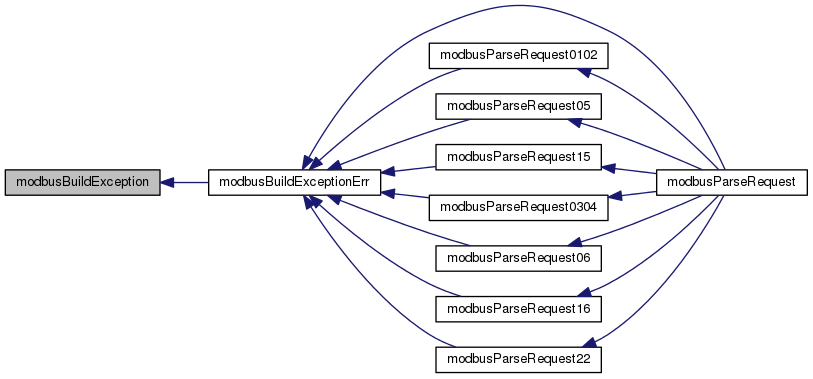 modbusParseRequest0102
modbusParseRequest05
modbusParseRequest15
modbusBuildException
modbusBuildExceptionErr
modbusParseRequest
modbusParseRequest0304
modbusParseRequest06
modbusParseRequest16
modbusParseRequest22